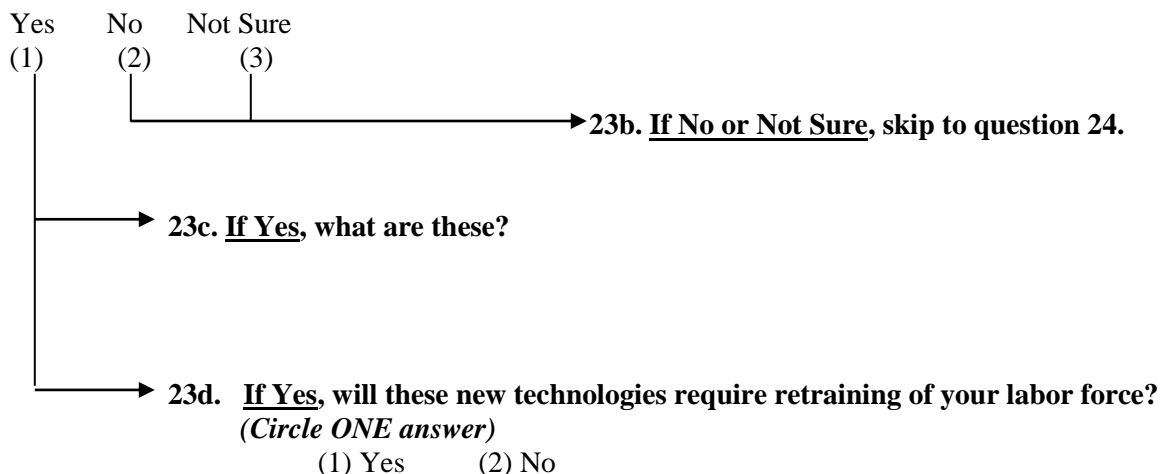 Yes No Not Sure
(1) (2) (3)
23b. If No or Not Sure, skip to question 24.
23c. If Yes, what are these?
23d. If Yes, will these new technologies require retraining of your labor force?
(Circle ONE answer)
(1) Yes (2) No